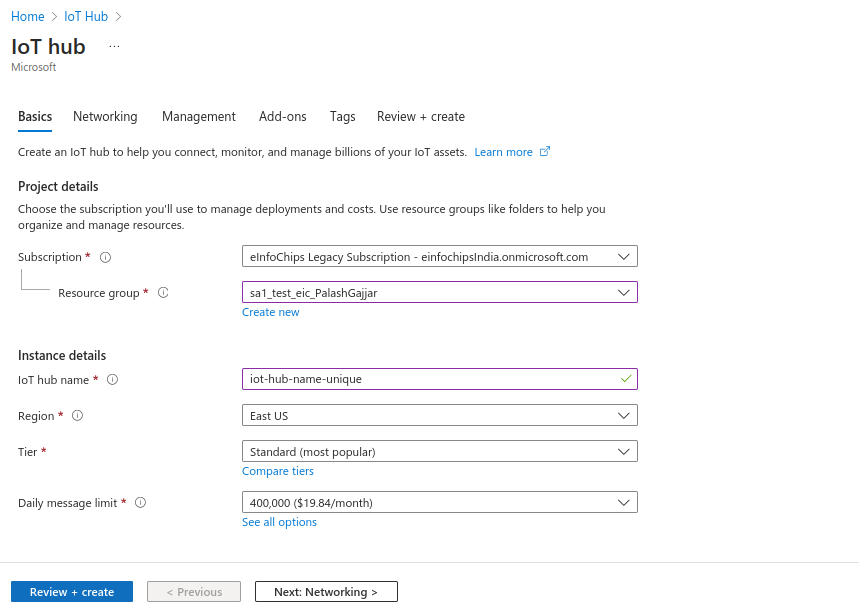 Home > IoT Hub >
IoT hub ...
Microsoft
Basics Networking Management Add-ons Tags Review + create
Create an IoT hub to help you connect, monitor, and manage billions of your IoT assets. Learn more
Project details
Choose the subscription you'll use to manage deployments and costs. Use resource groups like folders to help you
organize and manage resources.
Subscription * eInfoChips Legacy Subscription - einfochipsIndia.onmicrosoft.com
Resource group * sa1_test_eic_PalashGajjar
Create new
Instance details
IoT hub name * iot-hub-name-unique
Region * East US
Tier * Standard (most popular)
Compare tiers
Daily message limit * 400,000 ($19.84/month)
See all options
Review + create < Previous Next: Networking >